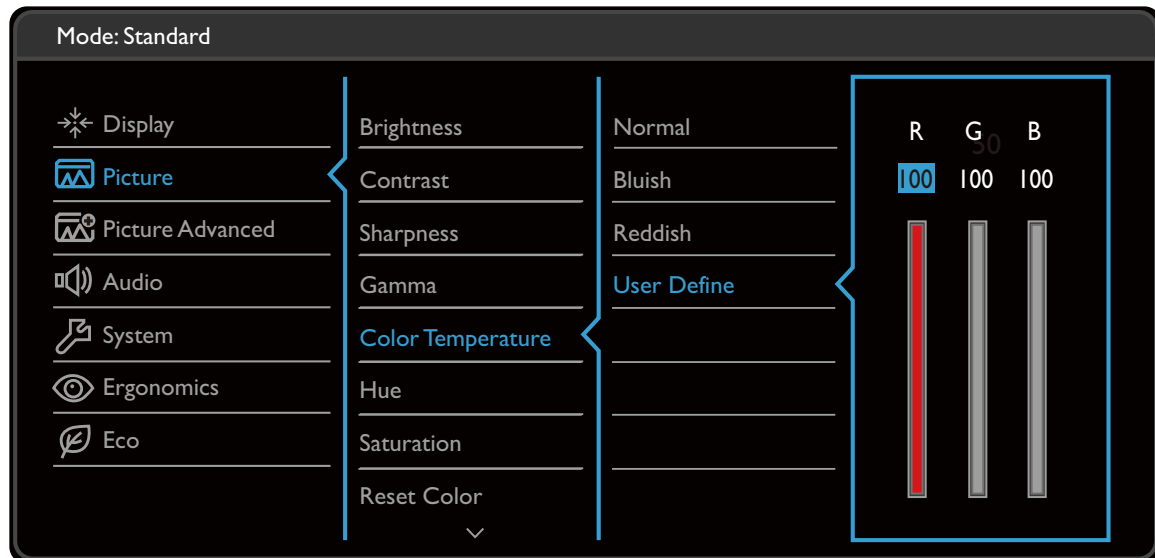 Mode: Standard
Display
Picture
Picture Advanced
Audio
System
Ergonomics
Eco
Brightness
Contrast
Sharpness
Gamma
Color Temperature
Hue
Saturation
Reset Color
Normal
Bluish
Reddish
User Define
R G B
50
100 100 100